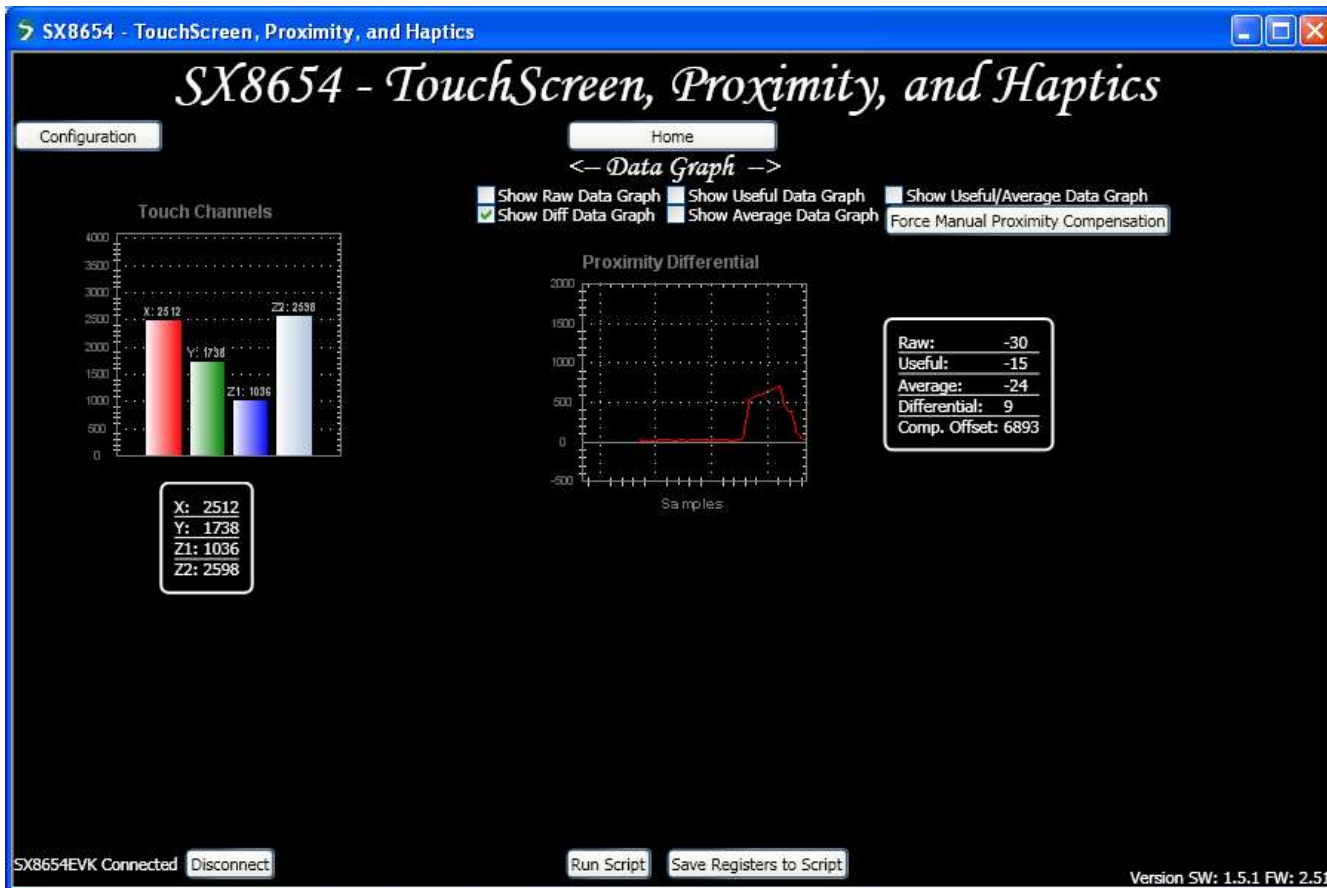 SX8654 - TouchScreen, Proximity, and Haptics
SX8654 - TouchScreen, Proximity, and Haptics
Configuration
Home
<-- Data Graph -->
Show Raw Data Graph
Show Useful Data Graph
Show Useful/Average Data Graph
Show Diff Data Graph
Show Average Data Graph
Force Manual Proximity Compensation
Touch Channels
4000
3500
3000
2500
2000
1500
1000
500
0
X: 2512
Y: 1738
Z1: 1036
Z2: 2598
X: 2512
Y: 1738
Z1: 1036
Z2: 2598
Proximity Differential
2000
1500
1000
500
0
-500
Samples
Raw: -30
Useful: -15
Average: -24
Differential: 9
Comp. Offset: 6893
SX8654EVK Connected
Disconnect
Run Script
Save Registers to Script
Version SW: 1.5.1 FW: 2.51